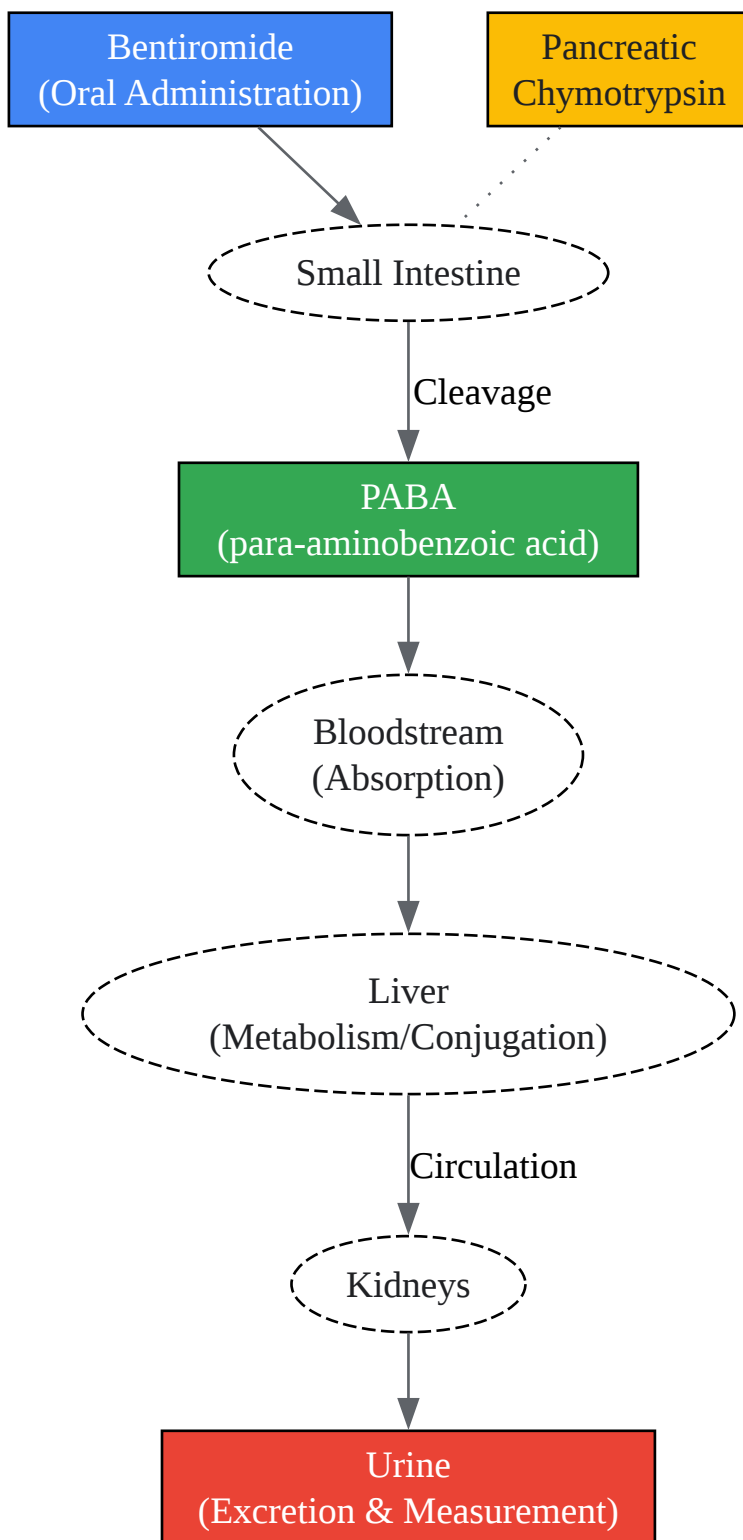 Bentiromide
(Oral Administration)
Pancreatic
Chymotrypsin
Small Intestine
Cleavage
PABA
(para-aminobenzoic acid)
Bloodstream
(Absorption)
Liver
(Metabolism/Conjugation)
Circulation
Kidneys
Urine
(Excretion & Measurement)